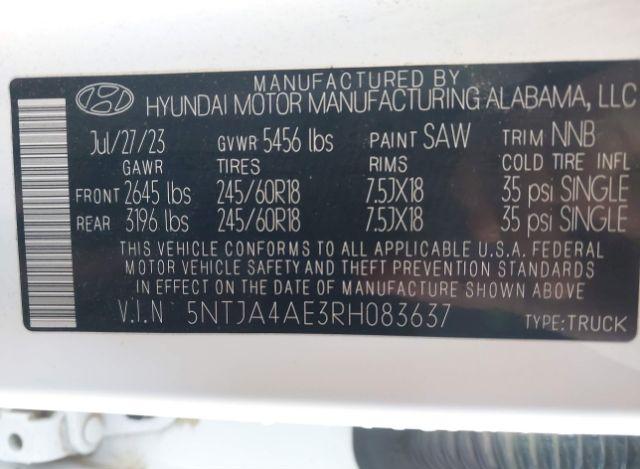 MANUFACTURED BY
HYUNDAI MOTOR MANUFACTURING ALABAMA, LLC
Jul/27/23 GVWR 5456 lbs PAINT SAW TRIM NNB
GAWR TIRES RIMS COLD TIRE INFL
FRONT 2645 lbs 245/60R18 7.5JX18 35 psi SINGLE
REAR 3196 lbs 245/60R18 7.5JX18 35 psi SINGLE
THIS VEHICLE CONFORMS TO ALL APPLICABLE U.S.A. FEDERAL
MOTOR VEHICLE SAFETY AND THEFT PREVENTION STANDARDS
IN EFFECT ON THE DATE OF MANUFACTURE SHOWN ABOVE
V.I.N 5NTJA4AE3RH083637 TYPE:TRUCK